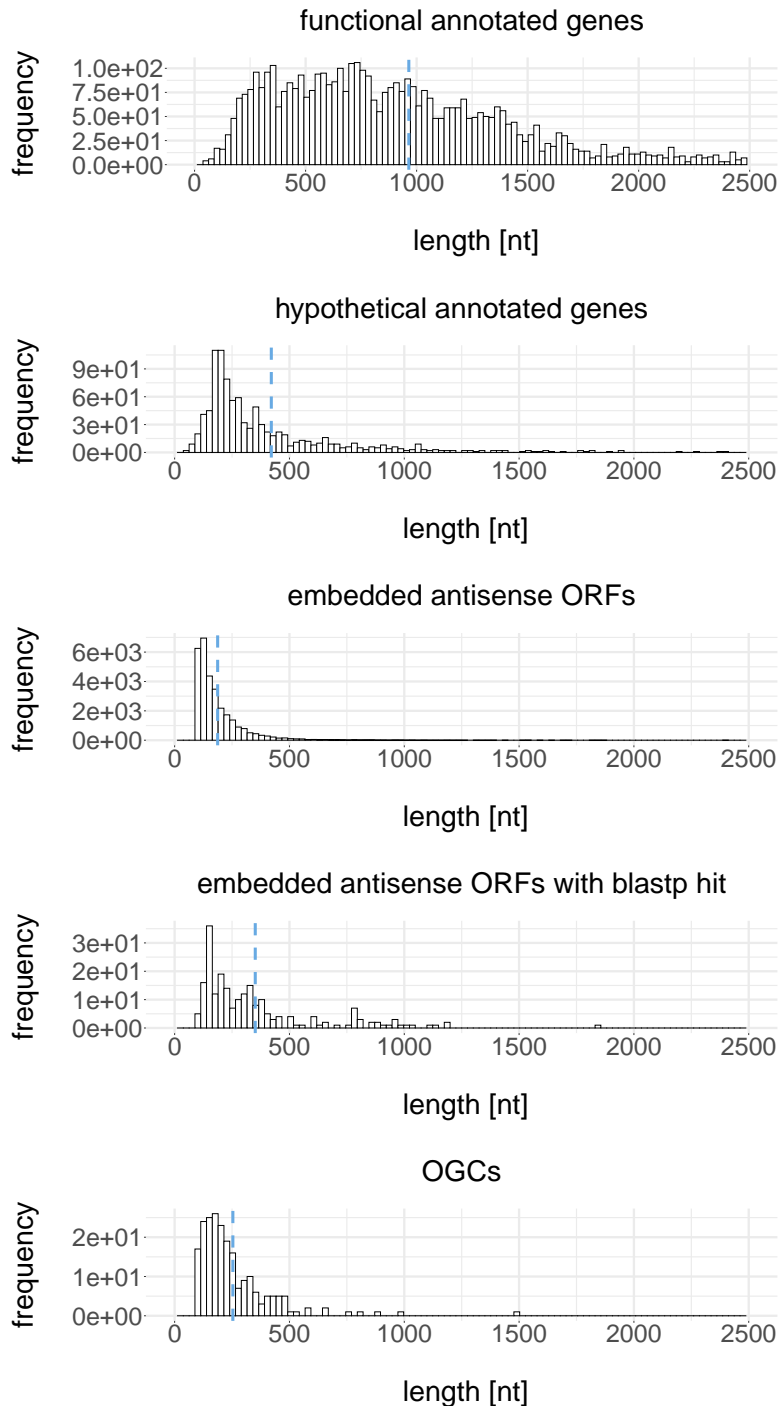 functional annotated genes
frequency
1.0e+02
7.5e+01
5.0e+01
2.5e+01
0.0e+00
0 500 1000 1500 2000 2500
length [nt]
hypothetical annotated genes
frequency
9e+01
6e+01
3e+01
0e+00
0 500 1000 1500 2000 2500
length [nt]
embedded antisense ORFs
frequency
6e+03
4e+03
2e+03
0e+00
0 500 1000 1500 2000 2500
length [nt]
embedded antisense ORFs with blastp hit
frequency
3e+01
2e+01
1e+01
0e+00
0 500 1000 1500 2000 2500
length [nt]
OGCs
frequency
2e+01
1e+01
0e+00
0 500 1000 1500 2000 2500
length [nt]